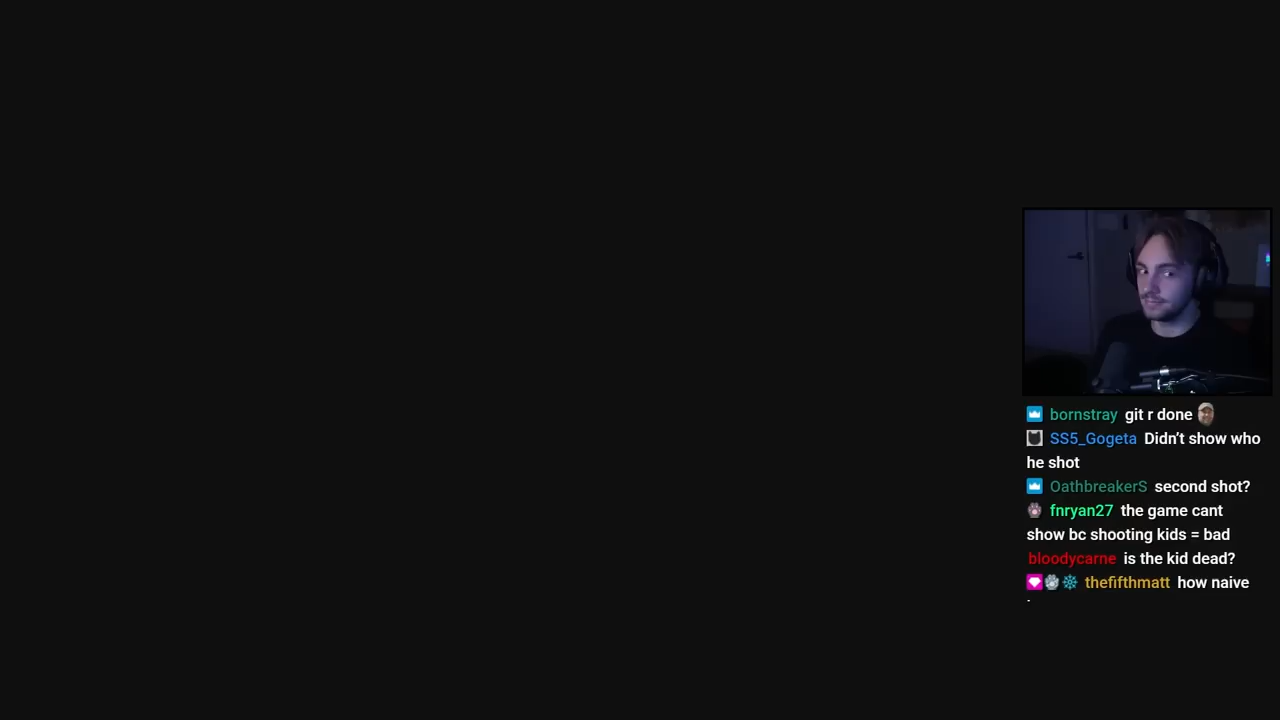 bornstray git r done
SS5_Gogeta Didn't show who
he shot
OathbreakerS second shot?
fnryan27 the game cant
show bc shooting kids = bad
bloodycarne is the kid dead?
thefifthmatt how naive